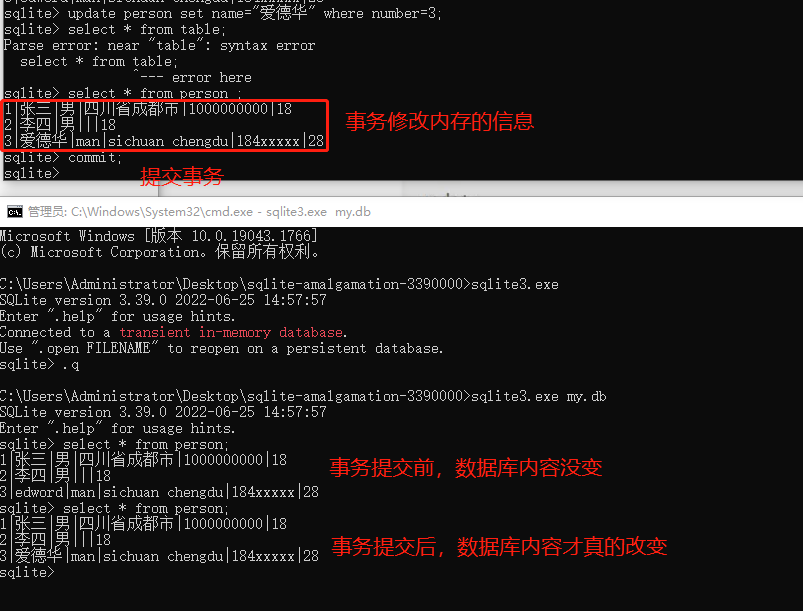 sqlite> update person set name="爱德华" where number=3;
sqlite> select * from table;
Parse error: near "table": syntax error
  select * from table;
                ^--- error here
sqlite> select * from person ;
1|张三|男|四川省成都市|1000000000|18
2|李四|男|||18
3|爱德华|man|sichuan chengdu|184xxxxx|28
事务修改内存的信息
sqlite> commit;
sqlite>
提交事务
管理员: C:\Windows\System32\cmd.exe - sqlite3.exe  my.db
Microsoft Windows [版本 10.0.19043.1766]
(c) Microsoft Corporation。保留所有权利。
C:\Users\Administrator\Desktop\sqlite-amalgamation-3390000>sqlite3.exe
SQLite version 3.39.0 2022-06-25 14:57:57
Enter ".help" for usage hints.
Connected to a transient in-memory database.
Use ".open FILENAME" to reopen on a persistent database.
sqlite> .q
C:\Users\Administrator\Desktop\sqlite-amalgamation-3390000>sqlite3.exe my.db
SQLite version 3.39.0 2022-06-25 14:57:57
Enter ".help" for usage hints.
sqlite> select * from person;
1|张三|男|四川省成都市|1000000000|18
2|李四|男|||18
3|edword|man|sichuan chengdu|184xxxxx|28
事务提交前，数据库内容没变
sqlite> select * from person;
1|张三|男|四川省成都市|1000000000|18
2|李四|男|||18
3|爱德华|man|sichuan chengdu|184xxxxx|28
事务提交后，数据库内容才真的改变
sqlite>